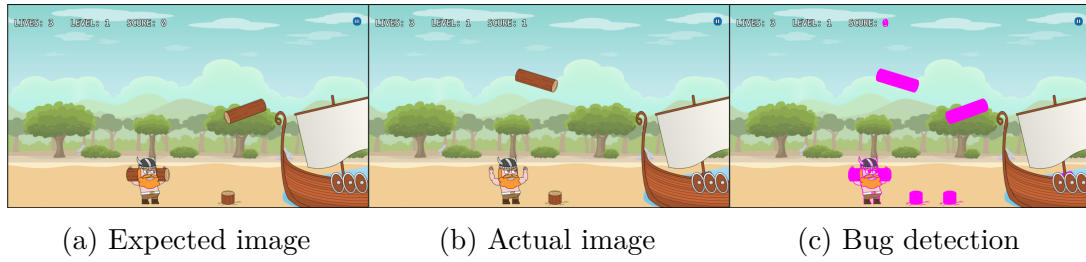 LIVES: 3 LEVEL: 1 SCORE: 0
LIVES: 3 LEVEL: 1 SCORE: 1
LIVES: 3 LEVEL: 1 SCORE:
(a) Expected image
(b) Actual image
(c) Bug detection